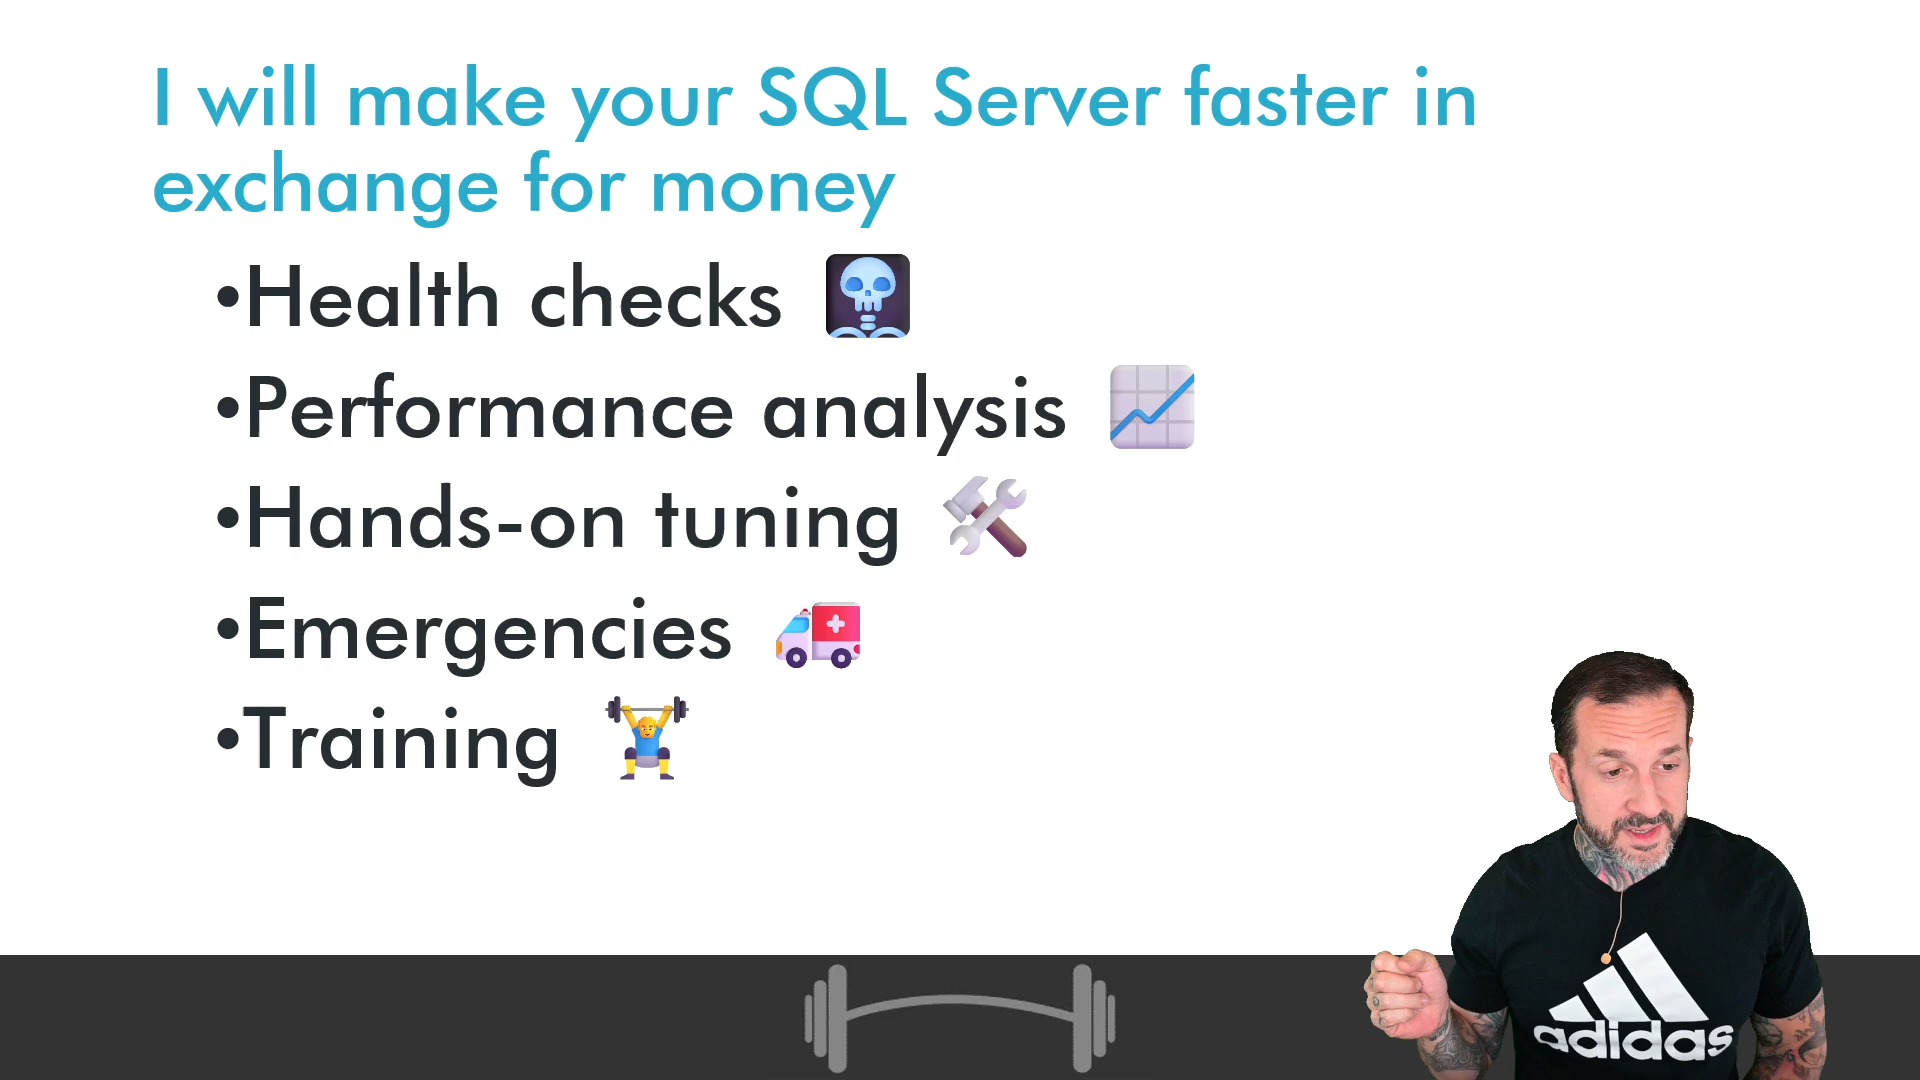 I will make your SQL Server faster in
exchange for money
•Health checks
•Performance analysis
•Hands-on tuning
•Emergencies
•Training
adidas